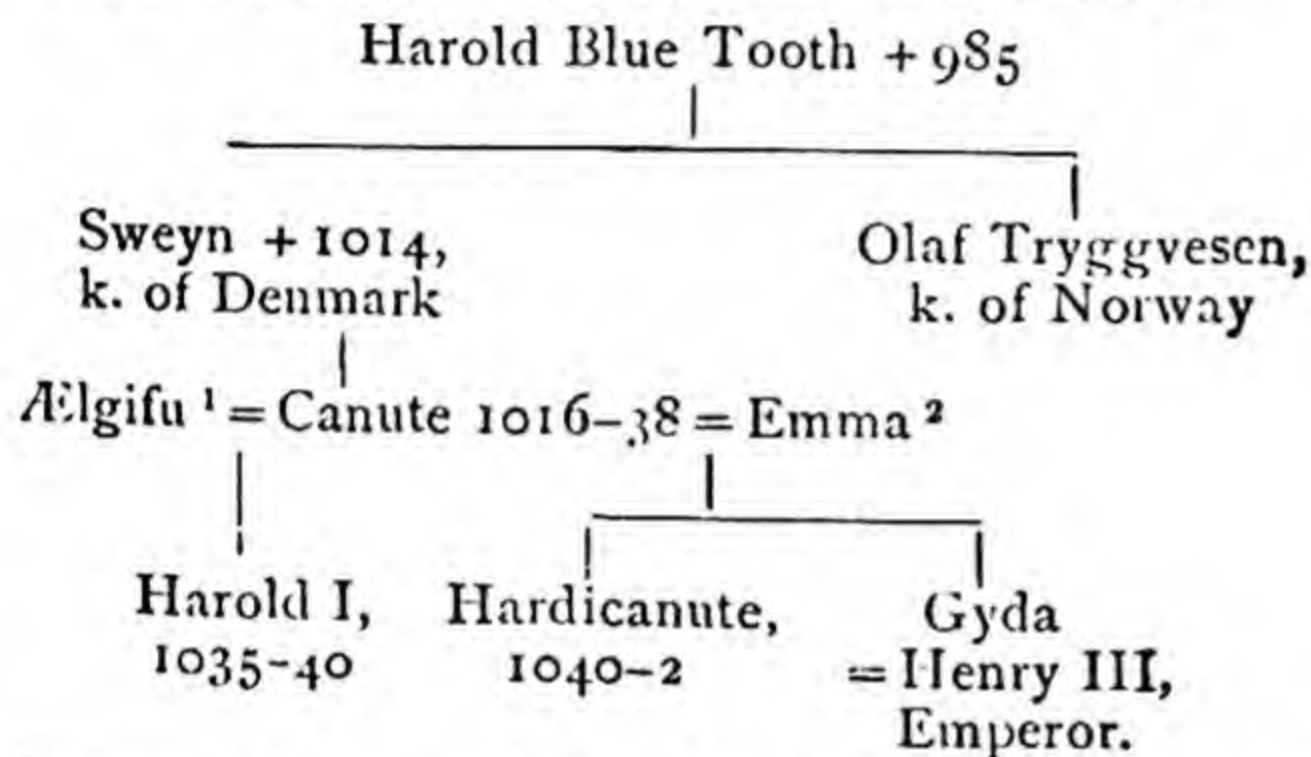 Harold Blue Tooth + 985
Sweyn + 1014,
k. of Denmark
Olaf Tryggvesen,
k. of Norway
Ælgifu ¹ = Canute 1016–38 = Emma ²
Harold I,
1035-40
Hardicanute,
1040-2
Gyda
= Henry III,
Emperor.